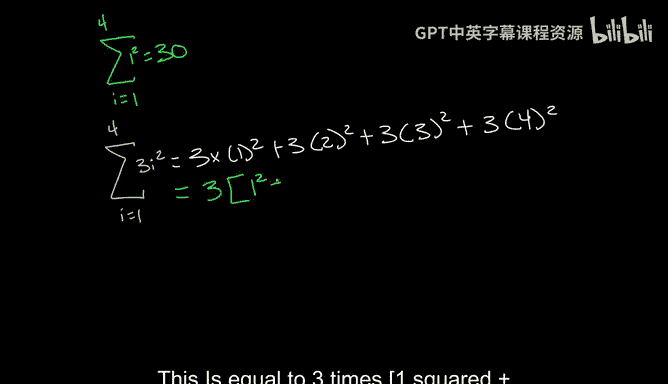 GPT中英字幕课程资源 bilibili
4
∑ i² = 30
i=1
4
∑ 3i² = 3×(1)² + 3(2)² + 3(3)² + 3(4)²
i=1
= 3[1² +
This Is equal to 3 times [1 squared +